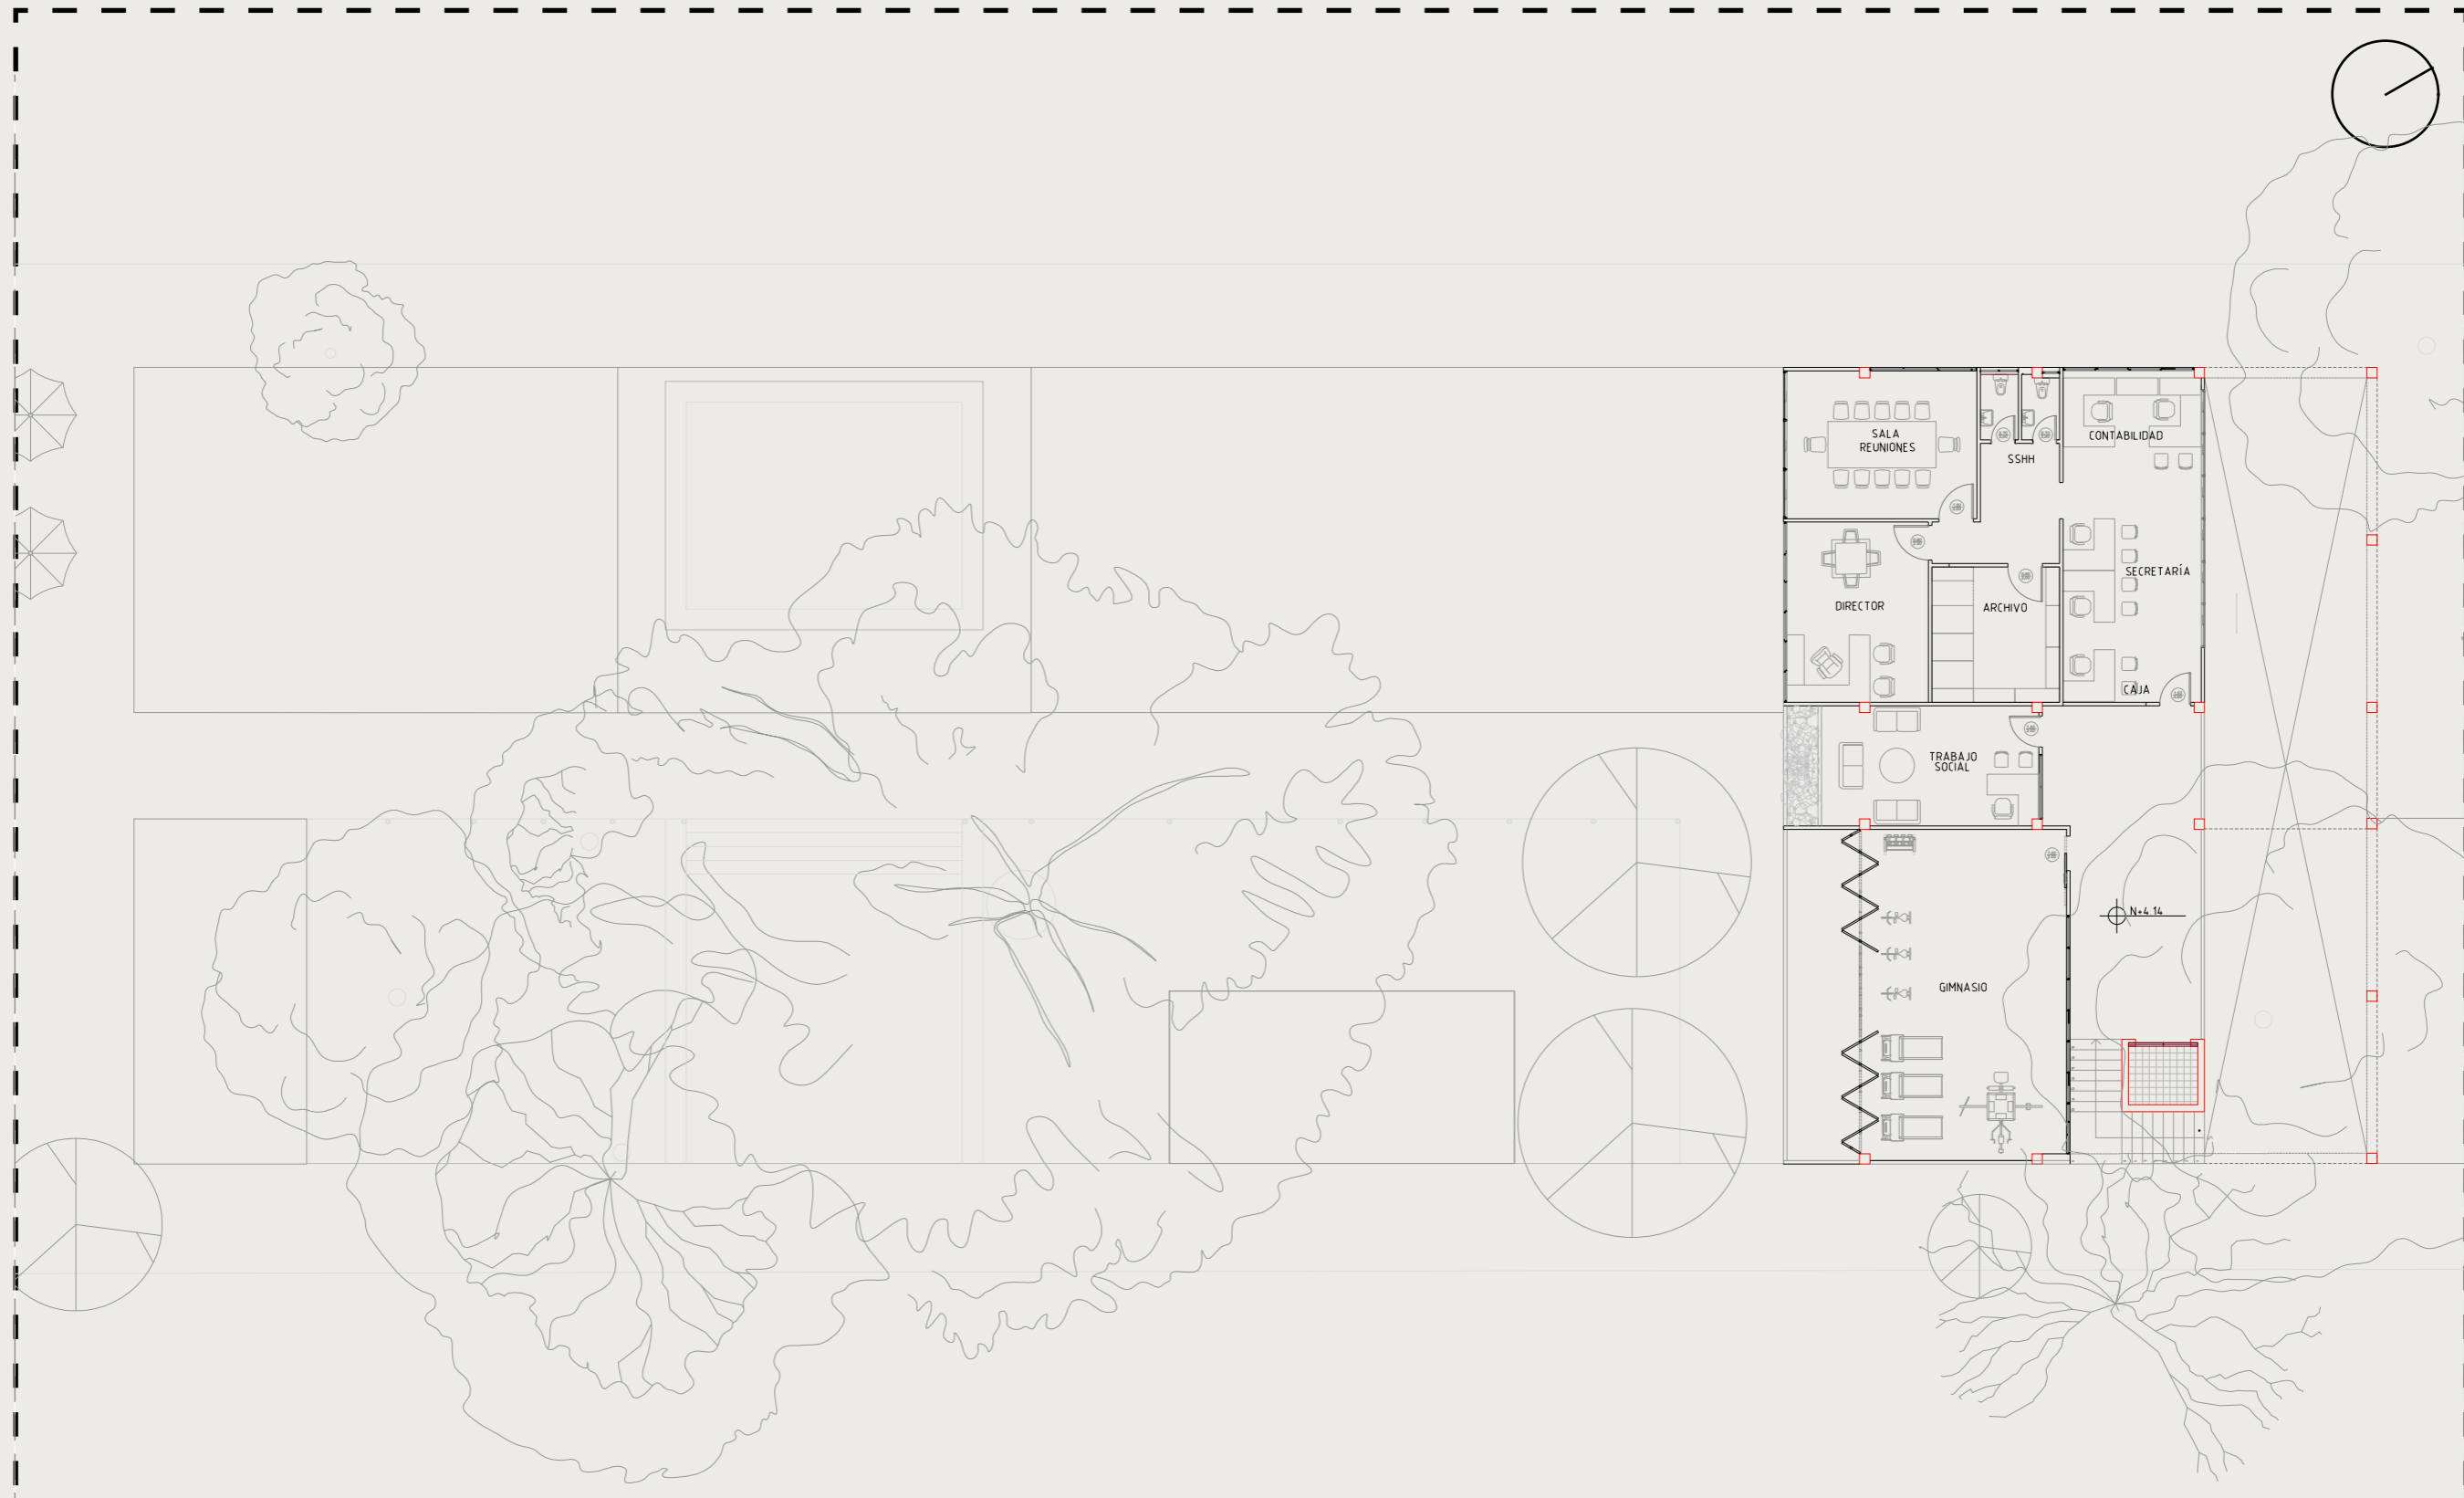 SALA
REUNIONES
CONTABILIDAD
SSHH
SECRETARÍA
DIRECTOR
ARCHIVO
CAJA
TRABAJO
SOCIAL
N+4.14
GIMNASIO